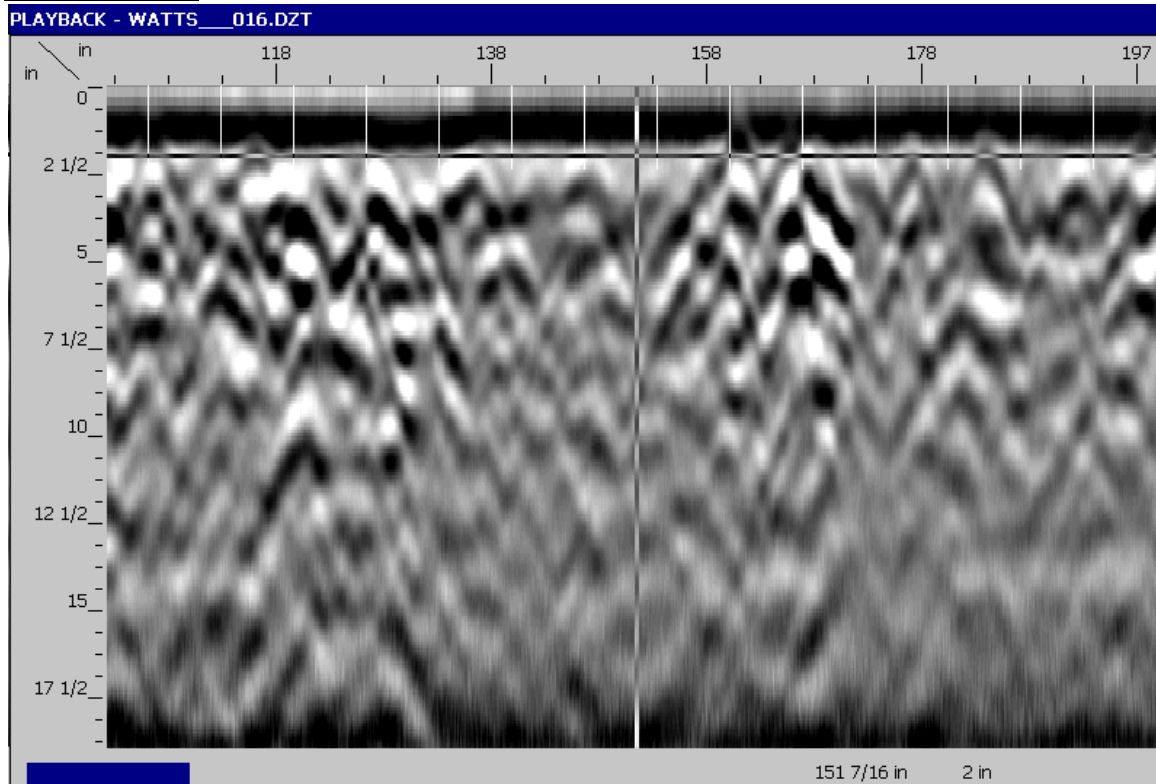 PLAYBACK - WATTS___016.DZT
in
118 138 158 178 197
in
0
2 1/2
5
7 1/2
10
12 1/2
15
17 1/2
151 7/16 in 2 in